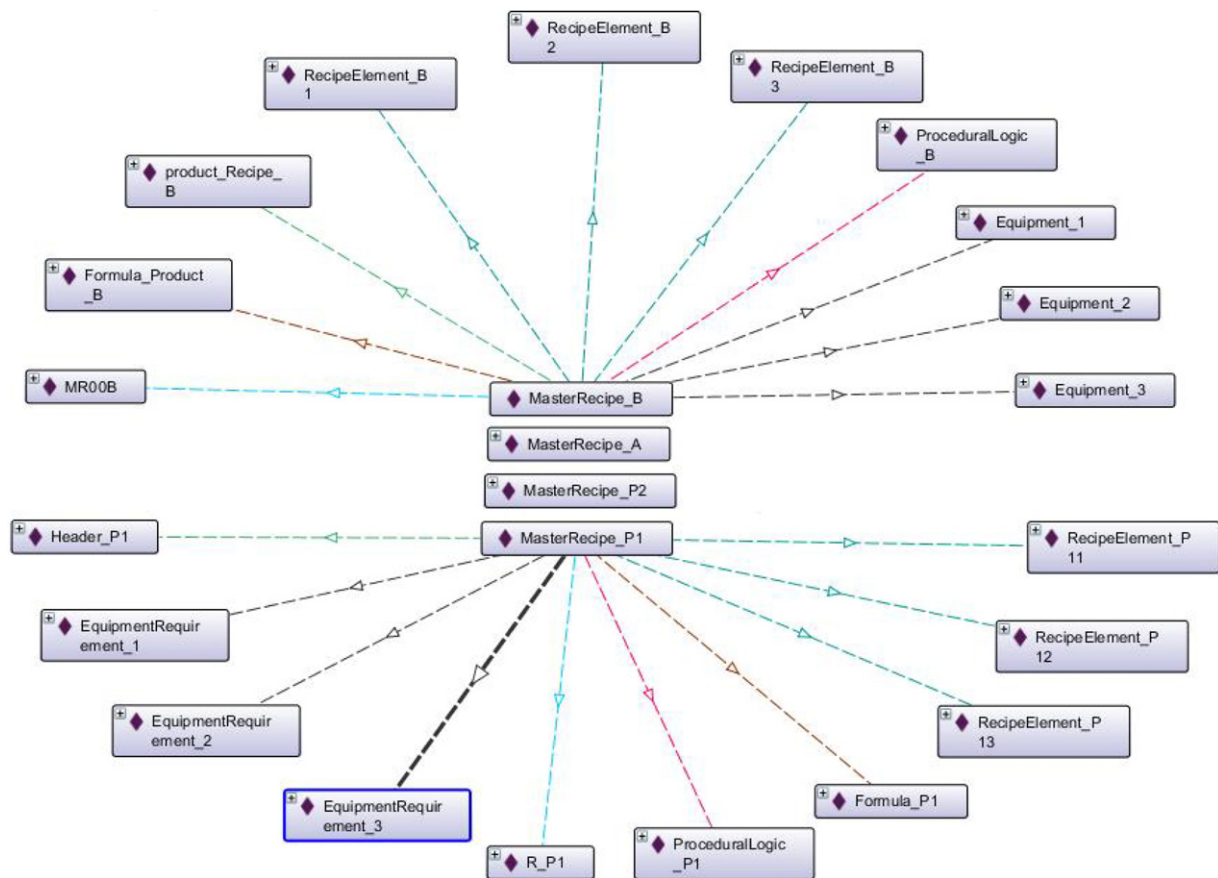 RecipeElement_B
2
RecipeElement_B
1
RecipeElement_B
3
ProceduralLogic
_B
product_Recipe_
B
Equipment_1
Formula_Product
_B
Equipment_2
MR00B
MasterRecipe_B
Equipment_3
MasterRecipe_A
MasterRecipe_P2
Header_P1
MasterRecipe_P1
RecipeElement_P
11
EquipmentRequir
ement_1
RecipeElement_P
12
EquipmentRequir
ement_2
RecipeElement_P
13
EquipmentRequir
ement_3
Formula_P1
R_P1
ProceduralLogic
_P1